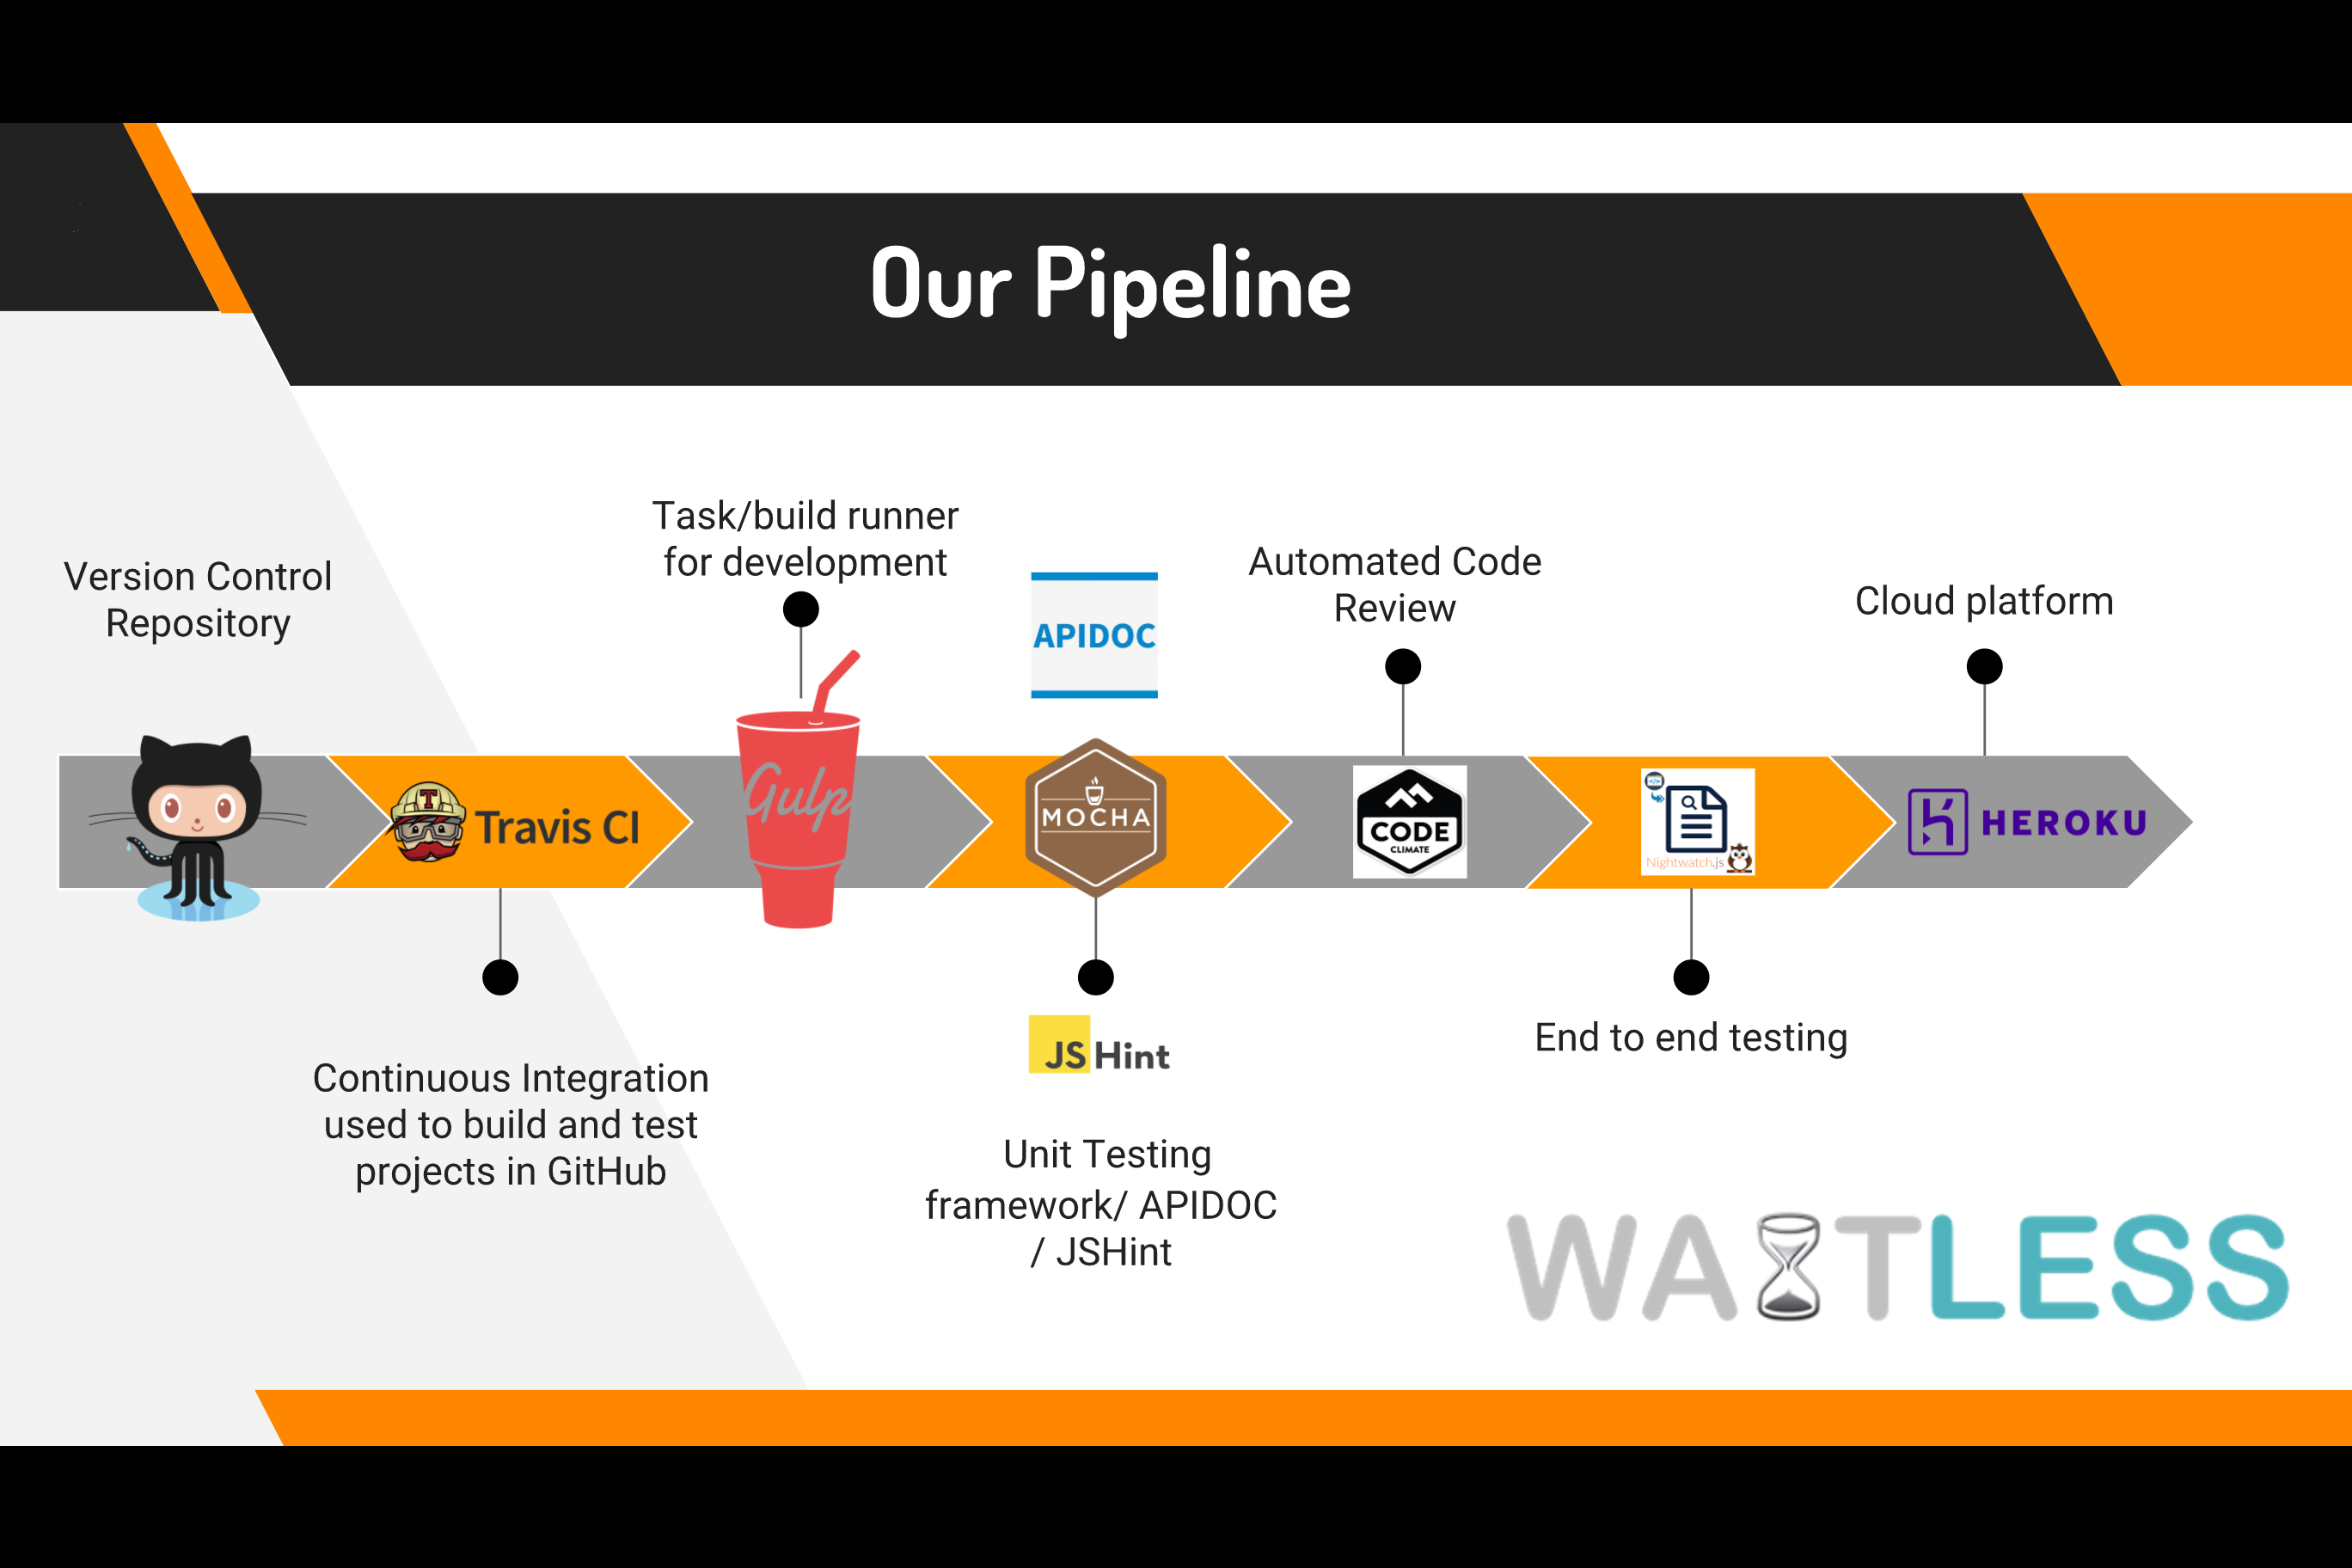 Our Pipeline
Version Control
Repository
Task/build runner
for development
APIDOC
Automated Code
Review
Cloud platform
T
Travis CI
Gulp
MOCHA
CODE
CLIMATE
</>
Nightwatch.js
HEROKU
Continuous Integration
used to build and test
projects in GitHub
JSHint
Unit Testing
framework/ APIDOC
/ JSHint
End to end testing
WAITLESS